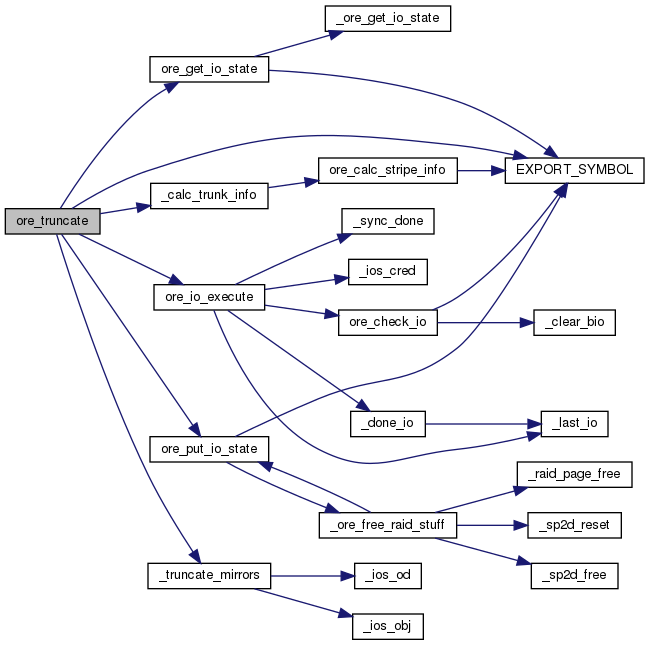 _ore_get_io_state
ore_get_io_state
EXPORT_SYMBOL
ore_calc_stripe_info
_calc_trunk_info
ore_truncate
_sync_done
_ios_cred
ore_io_execute
ore_check_io
_clear_bio
_done_io
_last_io
ore_put_io_state
_raid_page_free
_ore_free_raid_stuff
_sp2d_reset
_truncate_mirrors
_ios_od
_sp2d_free
_ios_obj